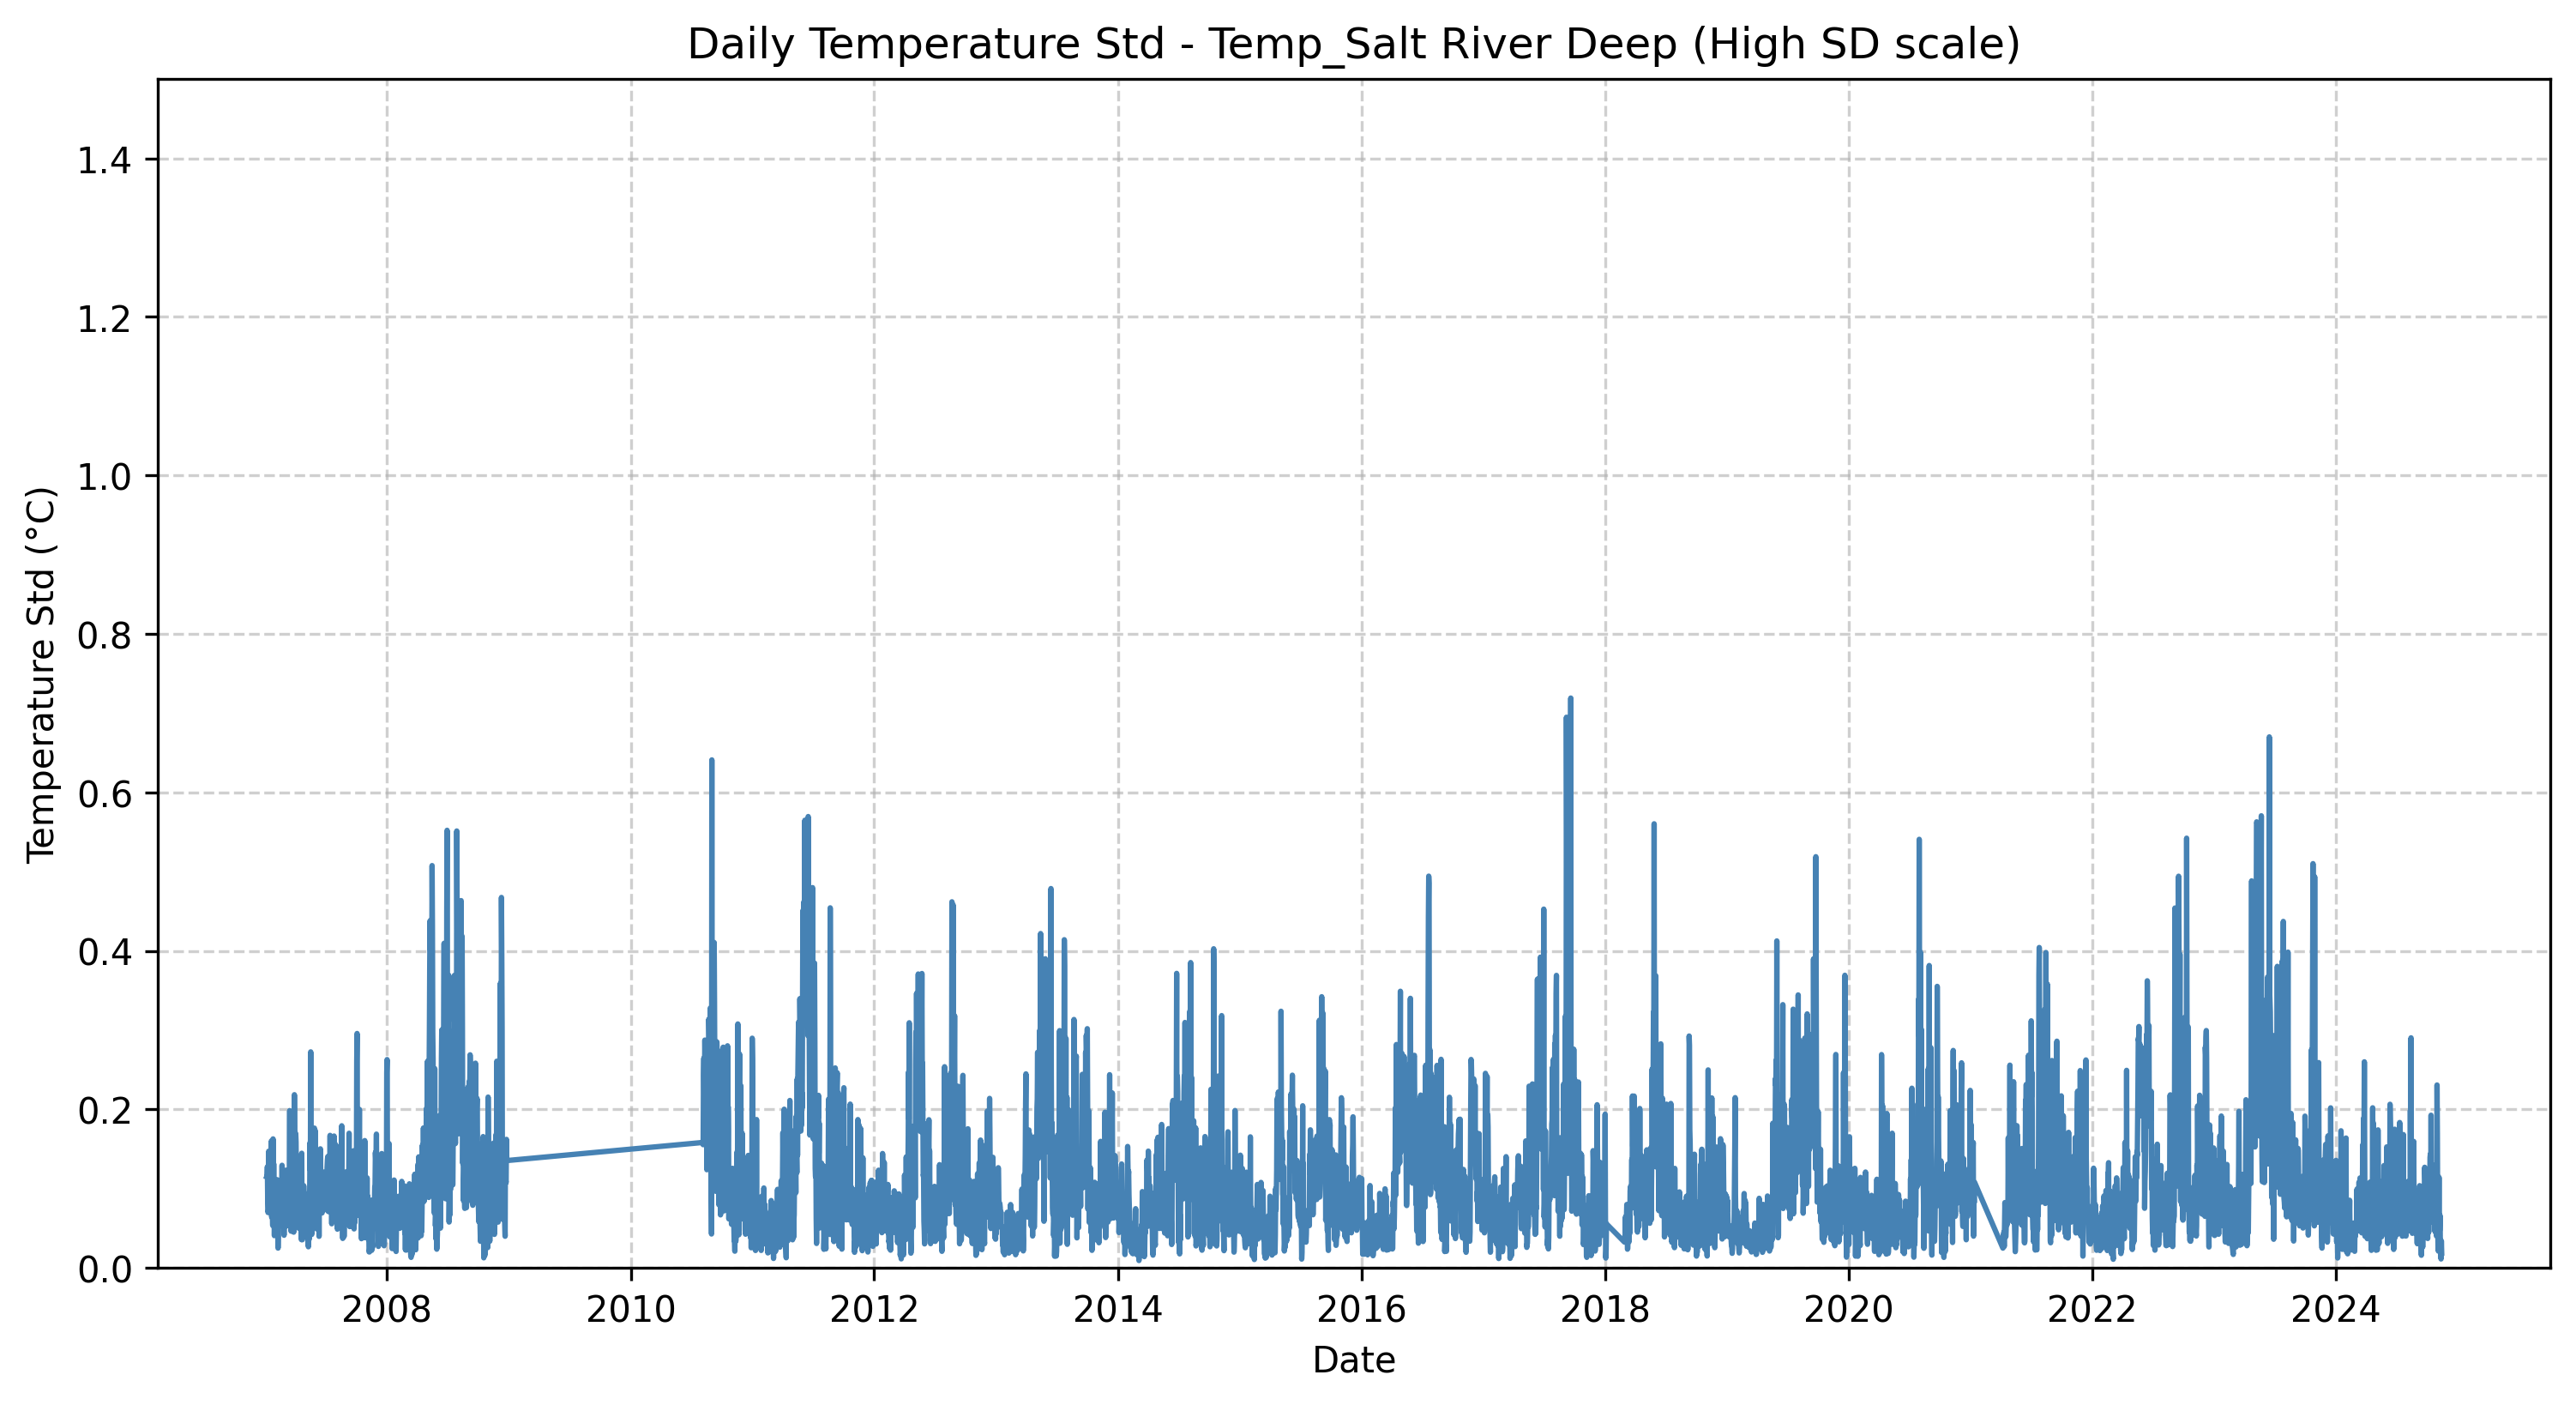 Daily Temperature Std - Temp_Salt River Deep (High SD scale)
Temperature Std (°C)
1.4
1.2
1.0
0.8
0.6
0.4
0.2
0.0
2008 2010 2012 2014 2016 2018 2020 2022 2024
Date